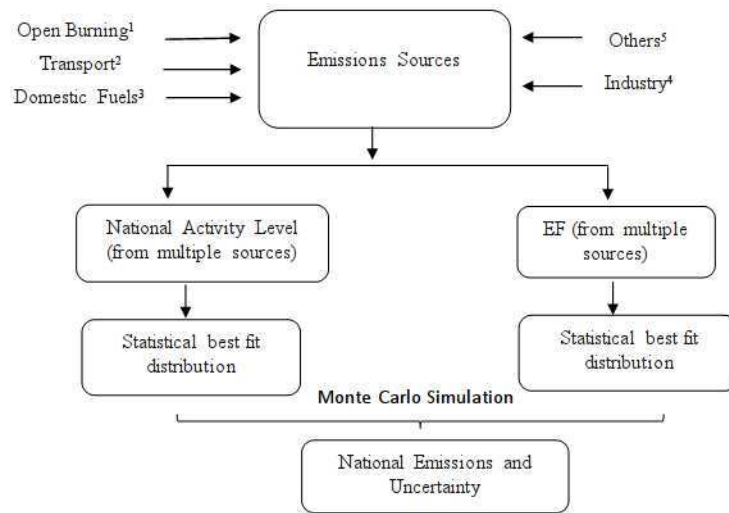 Open Burning¹
Transport²
Domestic Fuels³
Emissions Sources
Others⁵
Industry⁴
National Activity Level
(from multiple sources)
EF (from multiple
sources)
Statistical best fit
distribution
Statistical best fit
distribution
Monte Carlo Simulation
National Emissions and
Uncertainty